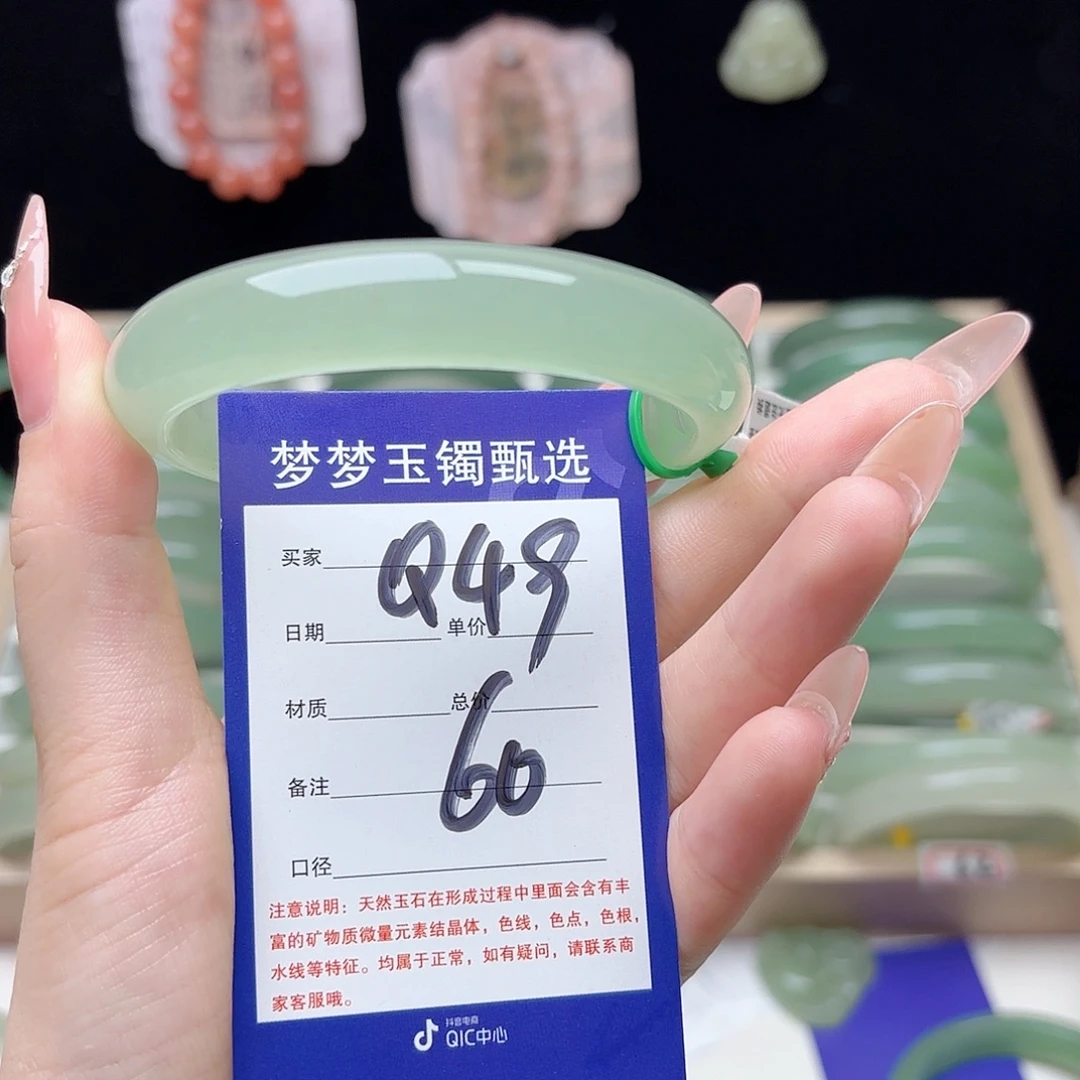 梦梦玉镯甄选
买家
Q49
日期 单价
材质 总价
60
备注
口径
注意说明：天然玉石在形成过程中里面会含有丰
富的矿物质微量元素结晶体，色线，色点，色根，
水线等特征。均属于正常，如有疑问，请联系商
家客服哦。
抖音电商
QIC中心